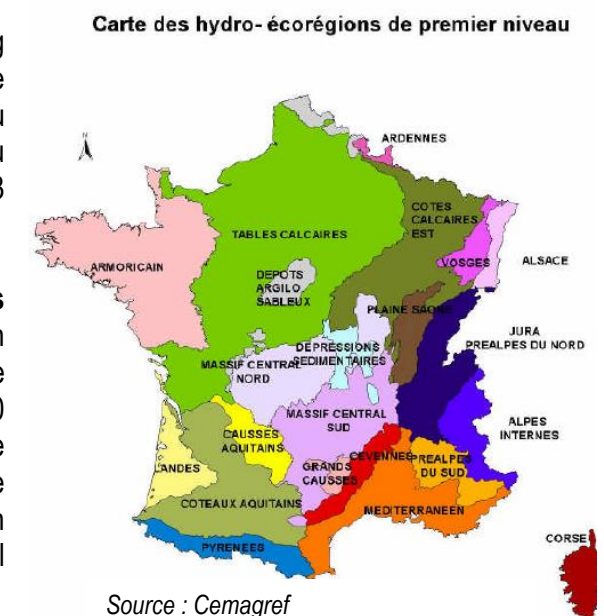 Carte des hydro- écorégions de premier niveau
g
e
u
u
3
s
n
e
)
e
e
n
l
N
ARDENNES
COTES
CALCAIRES
EST
TABLES CALCAIRES
VOSGES
ALSACE
ARMORICAIN
DEPOTS
ARGILO
SABLEUX
PLAINE SAONE
JURA
PREALPES DU NORD
DEPRESSIONS
SEDIMENTAIRES
MASSIF CENTRAL
NORD
MASSIF CENTRAL
SUD
ALPES
INTERNES
CAUSSES
AQUITAINS
CEVENNES
PREALPES
DU SUD
LANDES
GRANDS
CAUSSES
COTEAUX AQUITAINS
MEDITERRANEEN
PYRENEES
CORSE
Source : Cemagref